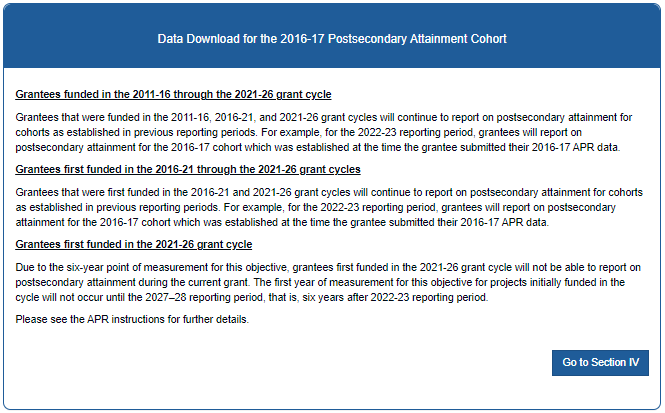 Data Download for the 2016-17 Postsecondary Attainment Cohort
Grantees funded in the 2011-16 through the 2021-26 grant cycle
Grantees that were funded in the 2011-16, 2016-21, and 2021-26 grant cycles will continue to report on postsecondary attainment for
cohorts as established in previous reporting periods. For example, for the 2022-23 reporting period, grantees will report on
postsecondary attainment for the 2016-17 cohort which was established at the time the grantee submitted their 2016-17 APR data.
Grantees first funded in the 2016-21 through the 2021-26 grant cycles
Grantees that were first funded in the 2016-21 and 2021-26 grant cycles will continue to report on postsecondary attainment for cohorts
as established in previous reporting periods. For example, for the 2022-23 reporting period, grantees will report on postsecondary
attainment for the 2016-17 cohort which was established at the time the grantee submitted their 2016-17 APR data.
Grantees first funded in the 2021-26 grant cycle
Due to the six-year point of measurement for this objective, grantees first funded in the 2021-26 grant cycle will not be able to report on
postsecondary attainment during the current grant. The first year of measurement for this objective for projects initially funded in the
cycle will not occur until the 2027–28 reporting period, that is, six years after 2022-23 reporting period.
Please see the APR instructions for further details.
Go to Section IV